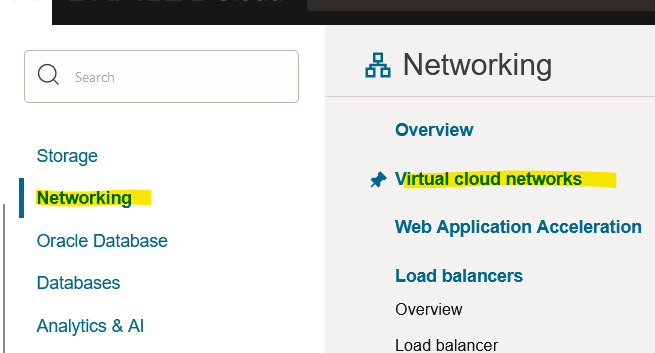 Search
Storage
Networking
Oracle Database
Databases
Analytics & AI
Networking
Overview
Virtual cloud networks
Web Application Acceleration
Load balancers
Overview
Load balancer